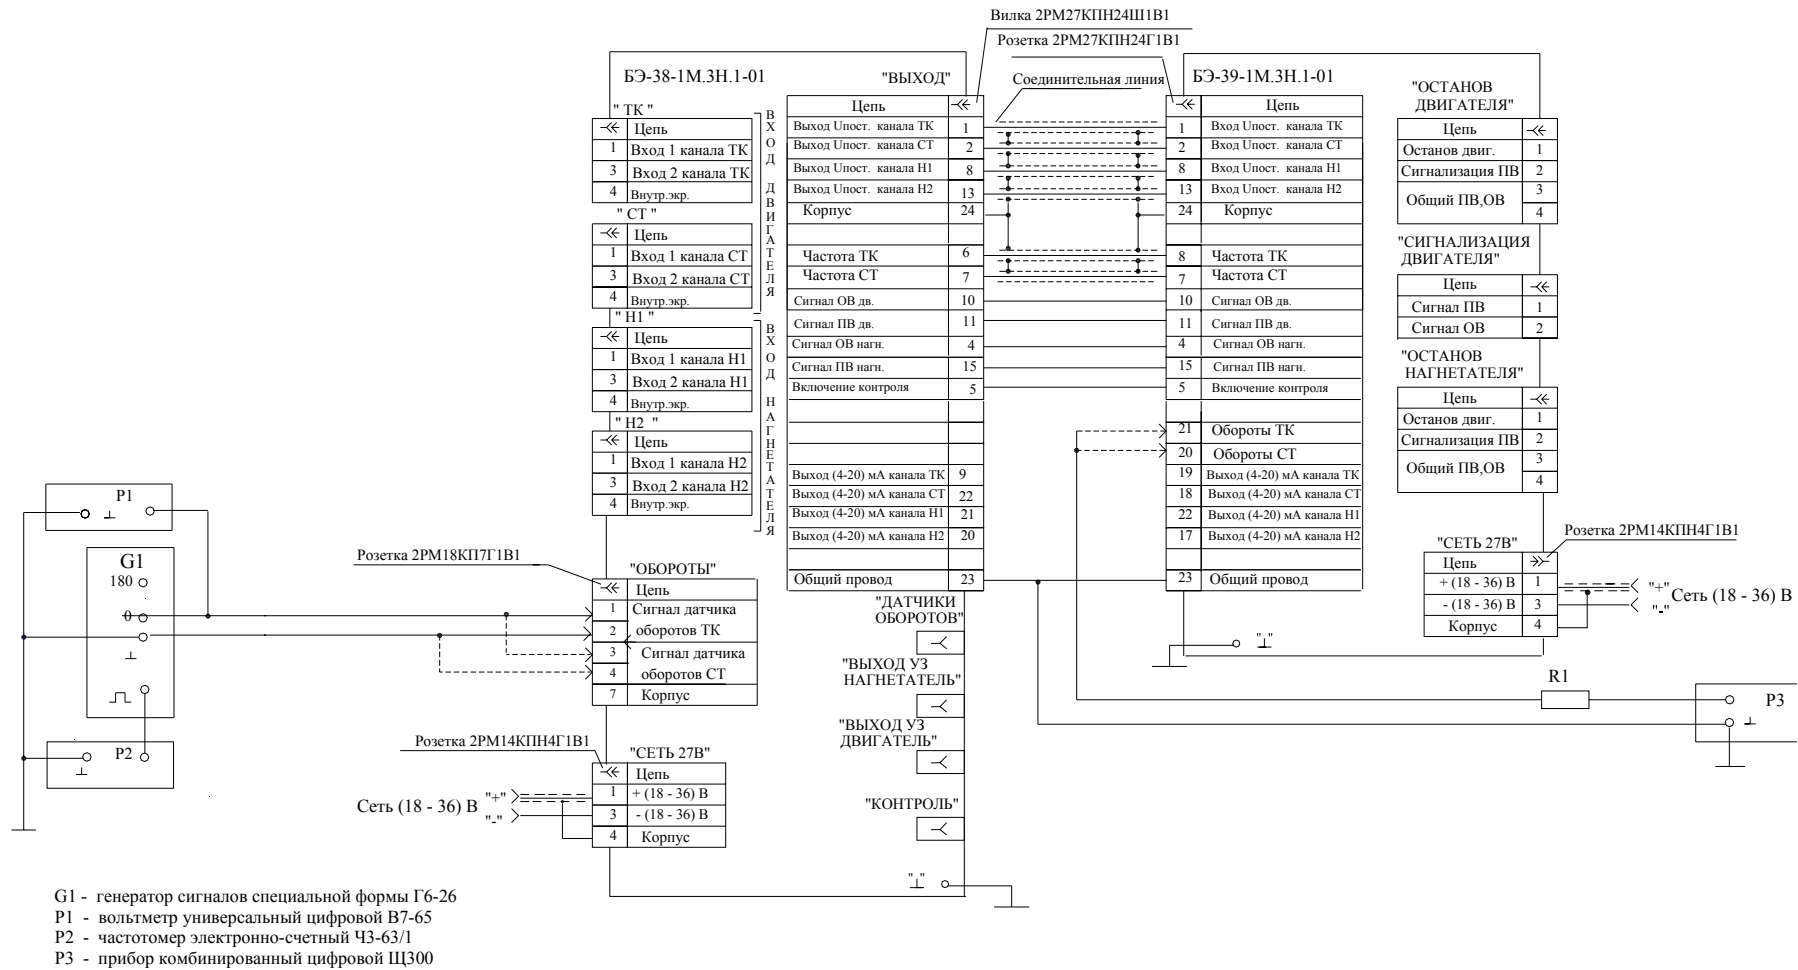 Вилка 2РМ27КПН24Ш1В1
Розетка 2РМ27КПН24Г1В1
Соединительная линия
БЭ-38-1М.3Н.1-01
" ТК "
Цепь
1 Вход 1 канала ТК
3 Вход 2 канала ТК
4 Внутр.экр.
" СТ "
Цепь
1 Вход 1 канала СТ
3 Вход 2 канала СТ
4 Внутр.экр.
" Н1 "
Цепь
1 Вход 1 канала Н1
3 Вход 2 канала Н1
4 Внутр.экр.
" Н2 "
Цепь
1 Вход 1 канала Н2
3 Вход 2 канала Н2
4 Внутр.экр.
ВХОД ДВИГАТЕЛЯ
ВХОД НАГНЕТАТЕЛЯ
"ВЫХОД"
Цепь
Выход Uпост. канала ТК 1
Выход Uпост. канала СТ 2
Выход Uпост. канала Н1 8
Выход Uпост. канала Н2 13
Корпус 24
Частота ТК 6
Частота СТ 7
Сигнал ОВ дв. 10
Сигнал ПВ дв. 11
Сигнал ОВ нагн. 4
Сигнал ПВ нагн. 15
Включение контроля 5
Выход (4-20) мА канала ТК 9
Выход (4-20) мА канала СТ 22
Выход (4-20) мА канала Н1 21
Выход (4-20) мА канала Н2 20
Общий провод 23
БЭ-39-1М.3Н.1-01
Цепь
1 Вход Uпост. канала ТК
2 Вход Uпост. канала СТ
8 Вход Uпост. канала Н1
13 Вход Uпост. канала Н2
24 Корпус
8 Частота ТК
7 Частота СТ
10 Сигнал ОВ дв.
11 Сигнал ПВ дв.
4 Сигнал ОВ нагн.
15 Сигнал ПВ нагн.
5 Включение контроля
21 Обороты ТК
20 Обороты СТ
19 Выход (4-20) мА канала ТК
18 Выход (4-20) мА канала СТ
22 Выход (4-20) мА канала Н1
17 Выход (4-20) мА канала Н2
23 Общий провод
"ОСТАНОВ
ДВИГАТЕЛЯ"
Цепь
Останов двиг. 1
Сигнализация ПВ 2
Общий ПВ,ОВ 3
4
"СИГНАЛИЗАЦИЯ
ДВИГАТЕЛЯ"
Цепь
Сигнал ПВ 1
Сигнал ОВ 2
"ОСТАНОВ
НАГНЕТАТЕЛЯ"
Цепь
Останов двиг. 1
Сигнализация ПВ 2
Общий ПВ,ОВ 3
4
Розетка 2РМ14КПН4Г1В1
"СЕТЬ 27В"
Цепь
+ (18 - 36) В 1
- (18 - 36) В 3
Корпус 4
"+"
"-"
Сеть (18 - 36) В
"⊥"
R1
P3
⊥
P1
⊥
G1
180
0
⊥
P2
⊥
Розетка 2РМ18КП7Г1В1
"ОБОРОТЫ"
Цепь
1 Сигнал датчика
2 оборотов ТК
3 Сигнал датчика
4 оборотов СТ
7 Корпус
Розетка 2РМ14КПН4Г1В1
"СЕТЬ 27В"
Цепь
1 + (18 - 36) В
3 - (18 - 36) В
4 Корпус
Сеть (18 - 36) В
"+"
"-"
"ДАТЧИКИ
ОБОРОТОВ"
"ВЫХОД УЗ
НАГНЕТАТЕЛЬ"
"ВЫХОД УЗ
ДВИГАТЕЛЬ"
"КОНТРОЛЬ"
"⊥"
G1 - генератор сигналов специальной формы Г6-26
P1 - вольтметр универсальный цифровой В7-65
P2 - частотомер электронно-счетный Ч3-63/1
P3 - прибор комбинированный цифровой Щ300